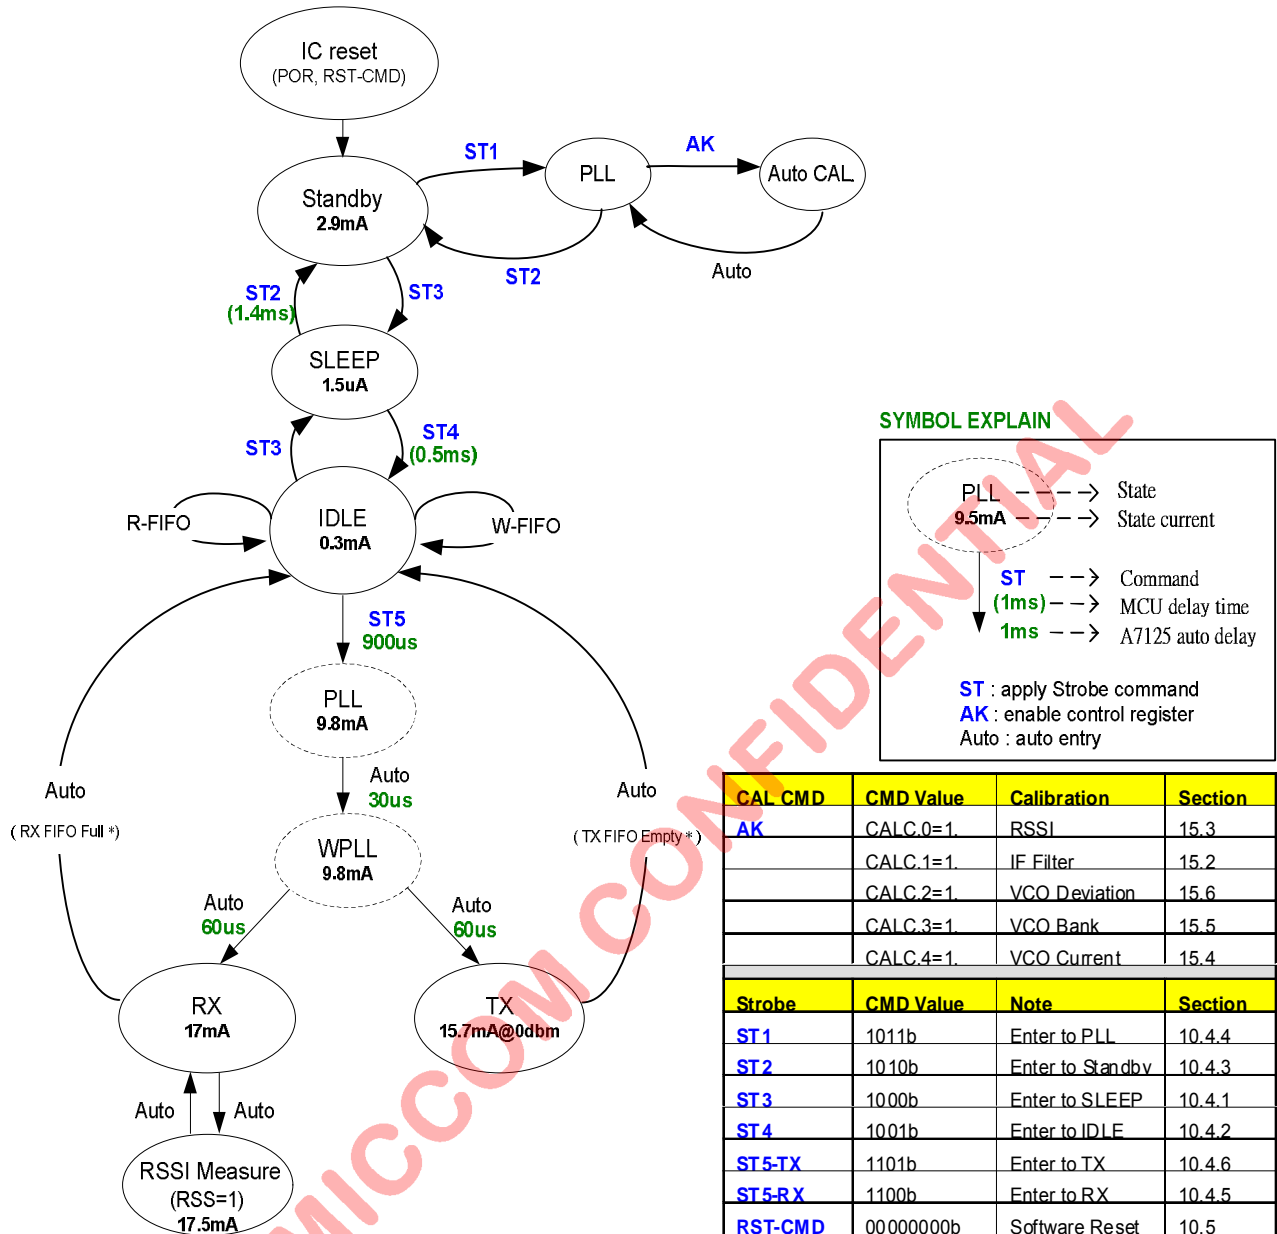 IC reset
(POR, RST-CMD)
ST1
AK
PLL
Auto CAL.
Standby
2.9mA
ST2
Auto
ST2
(1.4ms)
ST3
SLEEP
1.5uA
ST3
ST4
(0.5ms)
R-FIFO
IDLE
0.3mA
W-FIFO
ST5
900us
PLL
9.8mA
Auto
30us
Auto
( RX FIFO Full *)
Auto
( TX FIFO Empty * )
WPLL
9.8mA
Auto
60us
Auto
60us
RX
17mA
TX
15.7mA@0dbm
Auto
Auto
RSSI Measure
(RSS=1)
17.5mA
SYMBOL EXPLAIN
PLL State
9.5mA State current
ST Command
(1ms) MCU delay time
1ms A7125 auto delay
ST : apply Strobe command
AK : enable control register
Auto : auto entry
CAL CMD CMD Value Calibration Section
AK CALC.0=1. RSSI 15.3
CALC.1=1. IF Filter 15.2
CALC.2=1. VCO Deviation 15.6
CALC.3=1. VCO Bank 15.5
CALC.4=1. VCO Current 15.4
Strobe CMD Value Note Section
ST1 1011b Enter to PLL 10.4.4
ST2 1010b Enter to Standby 10.4.3
ST3 1000b Enter to SLEEP 10.4.1
ST4 1001b Enter to IDLE 10.4.2
ST5-TX 1101b Enter to TX 10.4.6
ST5-RX 1100b Enter to RX 10.4.5
RST-CMD 00000000b Software Reset 10.5
MICCOM CONFIDENTIAL